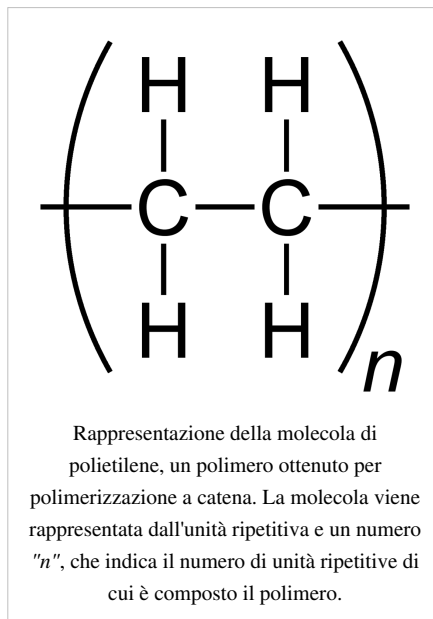 H H
C C
H H
n
Rappresentazione della molecola di
polietilene, un polimero ottenuto per
polimerizzazione a catena. La molecola viene
rappresentata dall'unità ripetitiva e un numero
"n", che indica il numero di unità ripetitive di
cui è composto il polimero.